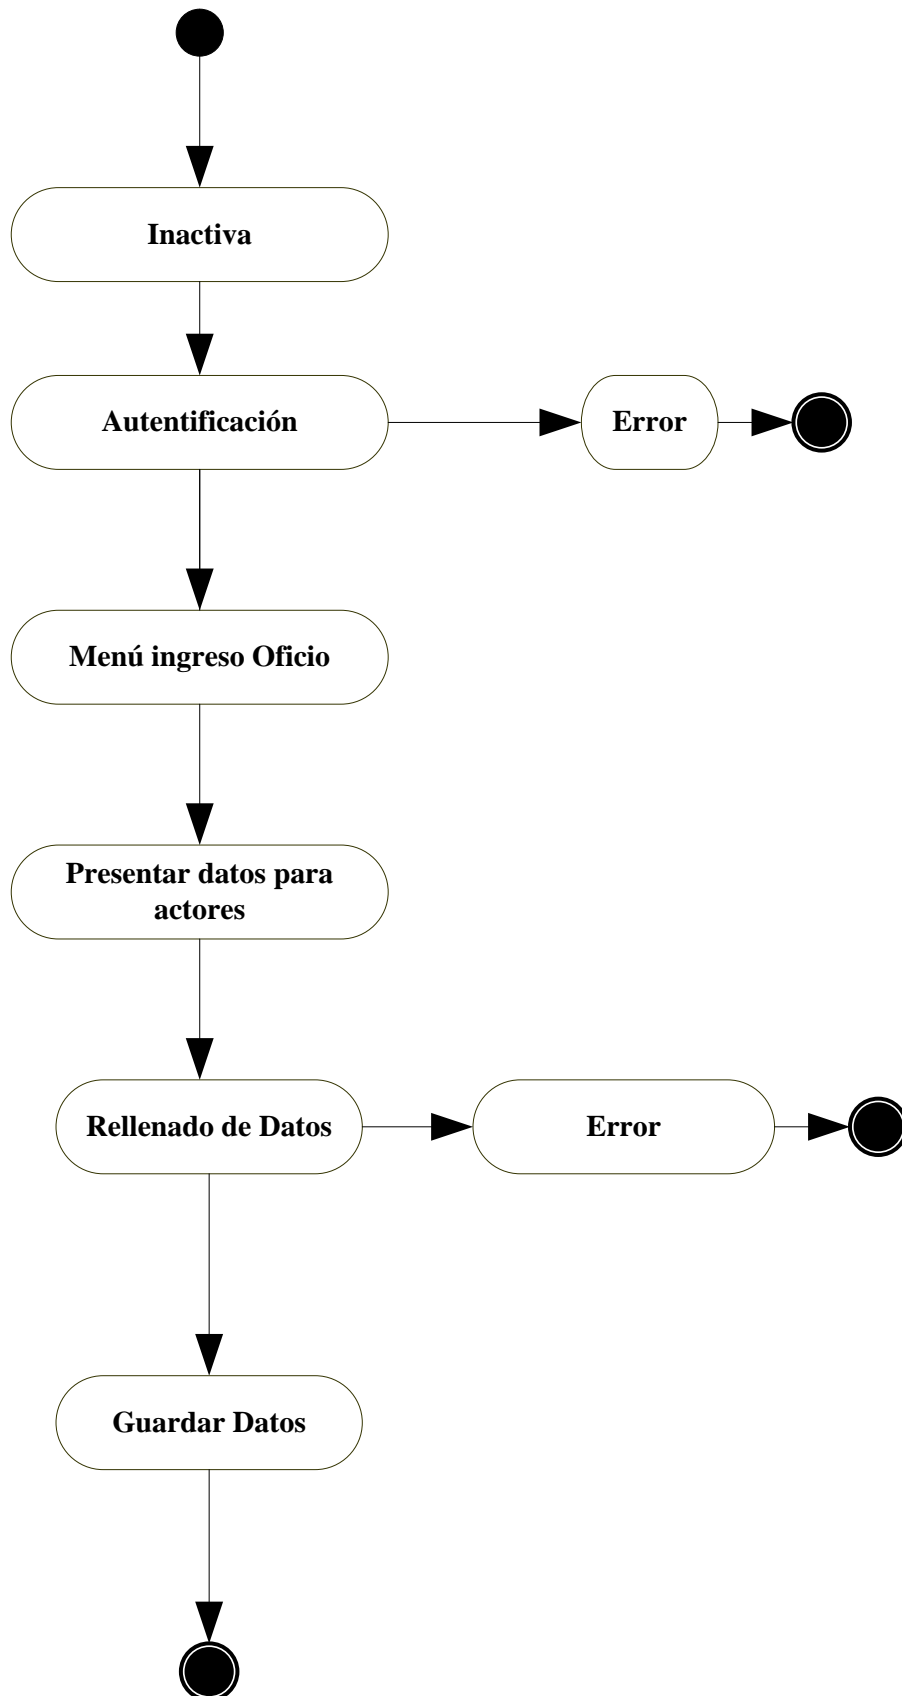 Inactiva
Autentificación
Error
Menú ingreso Oficio
Presentar datos para
actores
Rellenado de Datos
Error
Guardar Datos